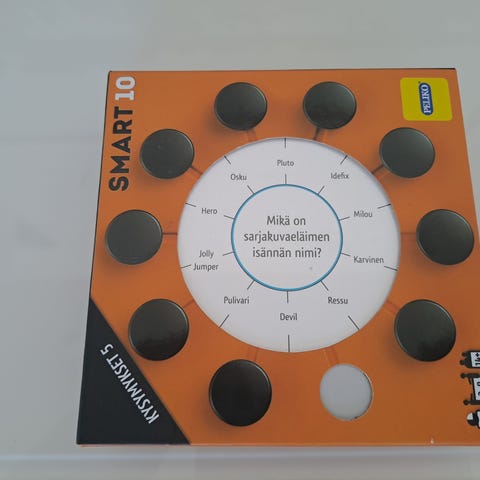 SMART 10
PELIKO
Pluto
Idefix
Milou
Karvinen
Ressu
Devil
Pulivari
Jolly
Jumper
Hero
Osku
Mikä on
sarjakuvaeläimen
isännän nimi?
KYSYMYKSET 5